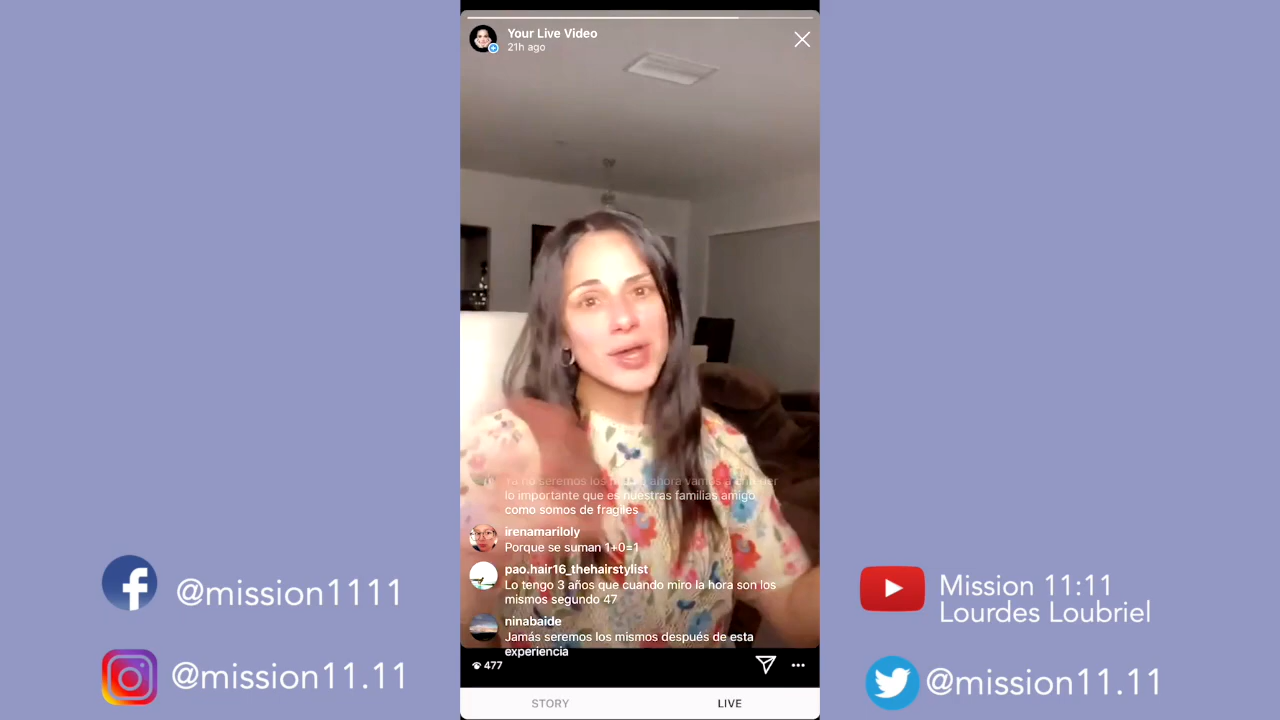 Your Live Video
21h ago
lo importante que es nuestras familias amigo
como somos de fragiles
irenamariloly
Porque se suman 1+0=1
pao.hair16_thehairstylist
Lo tengo 3 años que cuando miro la hora son los
mismos segundo 47
ninabaide
Jamás seremos los mismos después de esta
experiencia
477
STORY
LIVE
@mission1111
@mission11.11
Mission 11:11
Lourdes Loubriel
@mission11.11